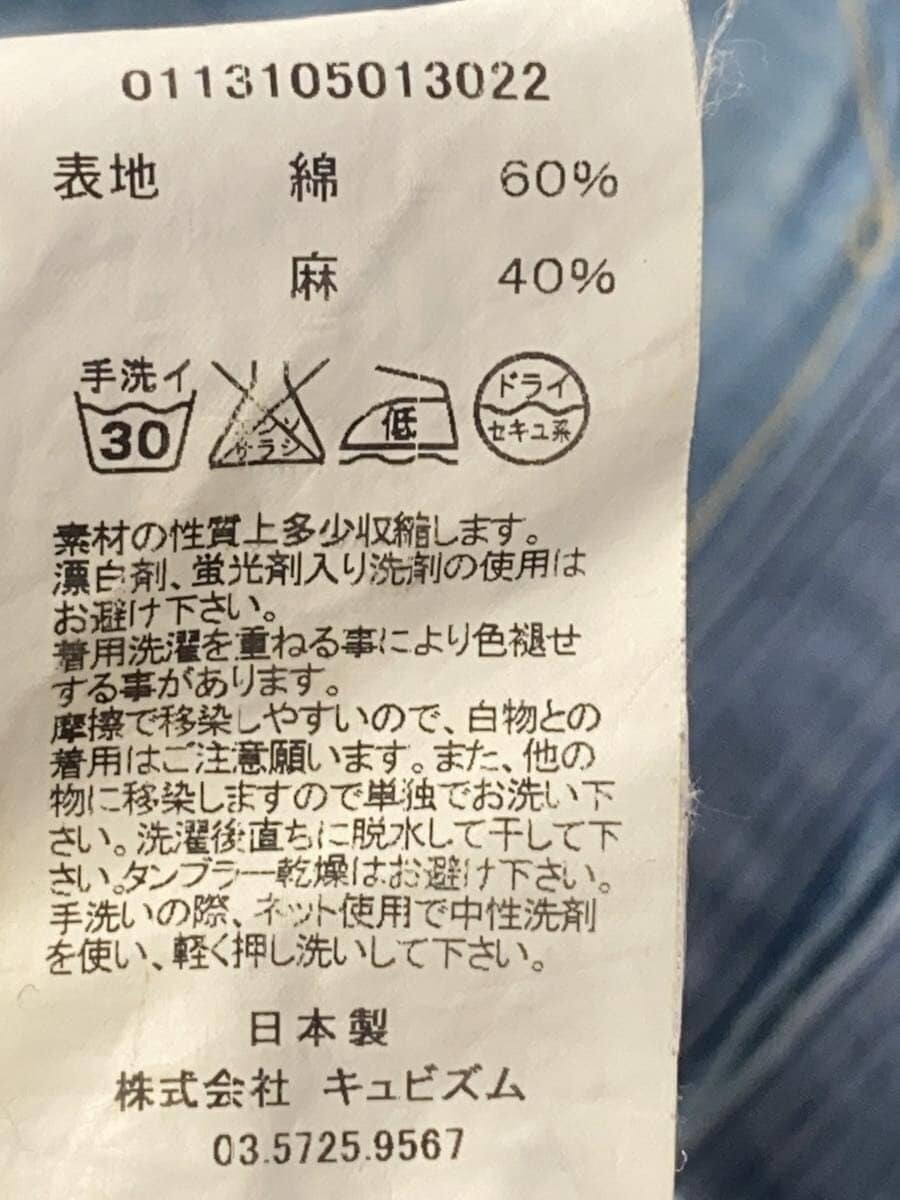 0113105013022
表地 綿 60%
麻 40%
手洗イ 30
サラシ
低
ドライ
セキユ系
素材の性質上多少収縮します。
漂白剤、蛍光剤入り洗剤の使用は
お避け下さい。
着用洗濯を重ねる事により色褪せ
する事があります。
摩擦で移染しやすいので、白物との
着用はご注意願います。また、他の
物に移染しますので単独でお洗い下
さい。洗濯後直ちに脱水して干して下
さい。タンブラー乾燥はお避け下さい。
手洗いの際、ネット使用で中性洗剤
を使い、軽く押し洗いして下さい。
日本製
株式会社 キュビズム
03.5725.9567